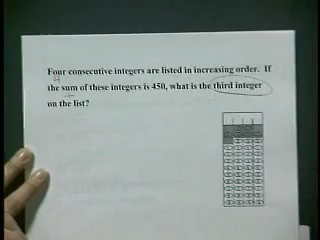 Four consecutive integers are listed in increasing order. If
the sum of these integers is 450, what is the third integer
on the list?